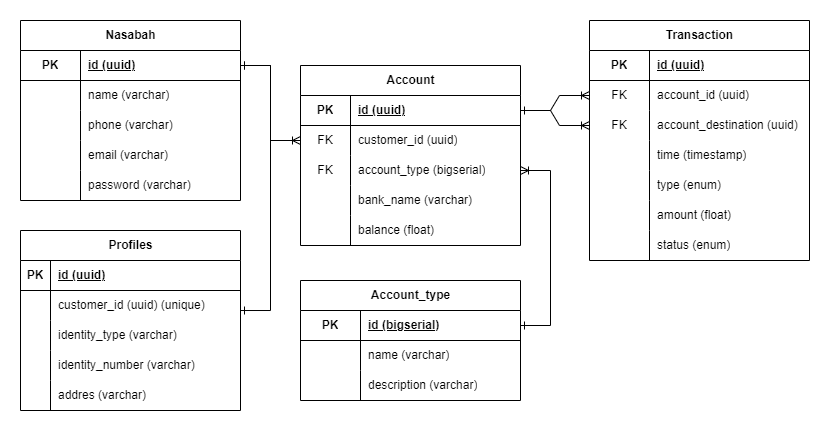 Nasabah
PK id (uuid)
name (varchar)
phone (varchar)
email (varchar)
password (varchar)
Profiles
PK id (uuid)
customer_id (uuid) (unique)
identity_type (varchar)
identity_number (varchar)
addres (varchar)
Account
PK id (uuid)
FK customer_id (uuid)
FK account_type (bigserial)
bank_name (varchar)
balance (float)
Account_type
PK id (bigserial)
name (varchar)
description (varchar)
Transaction
PK id (uuid)
FK account_id (uuid)
FK account_destination (uuid)
time (timestamp)
type (enum)
amount (float)
status (enum)